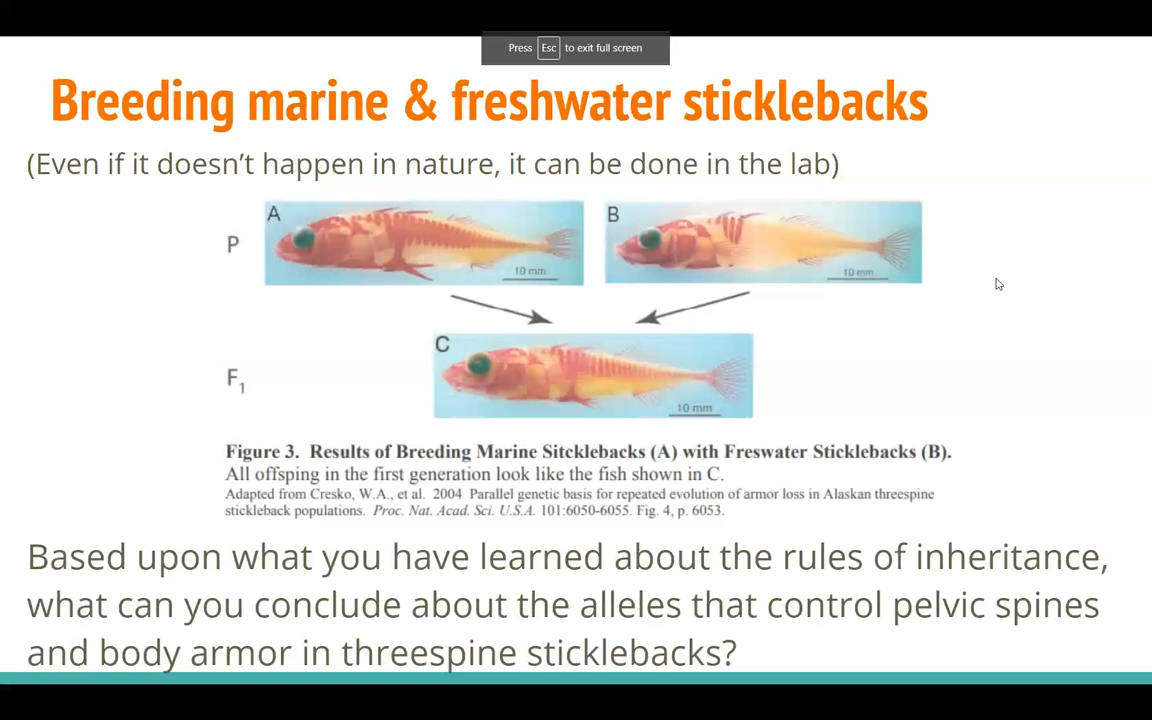 Press Esc to exit full screen
Breeding marine & freshwater sticklebacks
(Even if it doesn't happen in nature, it can be done in the lab)
P
A
10 mm
B
10 mm
F1
C
10 mm
Figure 3. Results of Breeding Marine Sitcklebacks (A) with Freswater Sticklebacks (B).
All offsping in the first generation look like the fish shown in C.
Adapted from Cresko, W.A., et al. 2004 Parallel genetic basis for repeated evolution of armor loss in Alaskan threespine
stickleback populations. Proc. Nat. Acad. Sci. U.S.A. 101:6050-6055. Fig. 4, p. 6053.
Based upon what you have learned about the rules of inheritance,
what can you conclude about the alleles that control pelvic spines
and body armor in threespine sticklebacks?